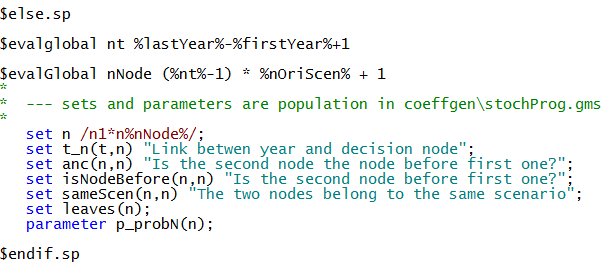 $else.sp
$evalglobal nt %lastYear%-%firstYear%+1
$evalGlobal nNode (%nt%-1) * %nOriScen% + 1
*
*  --- sets and parameters are population in coeffgen\stochProg.gms
*
set n /n1*n%nNode%/;
set t_n(t,n) "Link betwen year and decision node";
set anc(n,n) "Is the second node the node before first one?";
set isNodeBefore(n,n) "Is the second node before first one?";
set sameScen(n,n) "The two nodes belong to the same scenario";
set leaves(n);
parameter p_probN(n);
$endif.sp